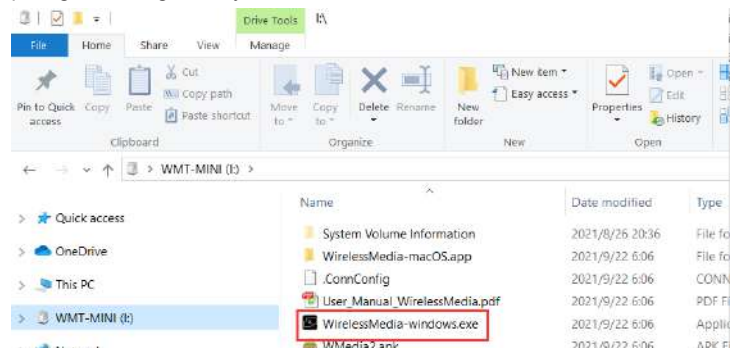 Drive Tools I:\
File Home Share View Manage
Pin to Quick access
Copy
Paste
Cut
Copy path
Paste shortcut
Clipboard
Move to
Copy to
Delete
Rename
Organize
New folder
New item
Easy access
New
Properties
Open
Edit
History
Open
WMT-MINI (I:)
Name Date modified Type
Quick access
OneDrive
This PC
WMT-MINI (I:)
System Volume Information 2021/8/26 20:36 File fo
WirelessMedia-macOS.app 2021/9/22 6:06 File fo
.ConnConfig 2021/9/22 6:06 CONN
User_Manual_WirelessMedia.pdf 2021/9/22 6:06 PDF Fi
WirelessMedia-windows.exe 2021/9/22 6:06 Applic
WMedia2.apk 2021/9/22 6:06 APK Fi